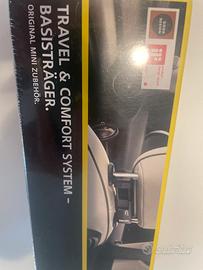 TRAVEL & COMFORT SYSTEM –
BASISTRÄGER.
ORIGINAL MINI ZUBEHÖR.